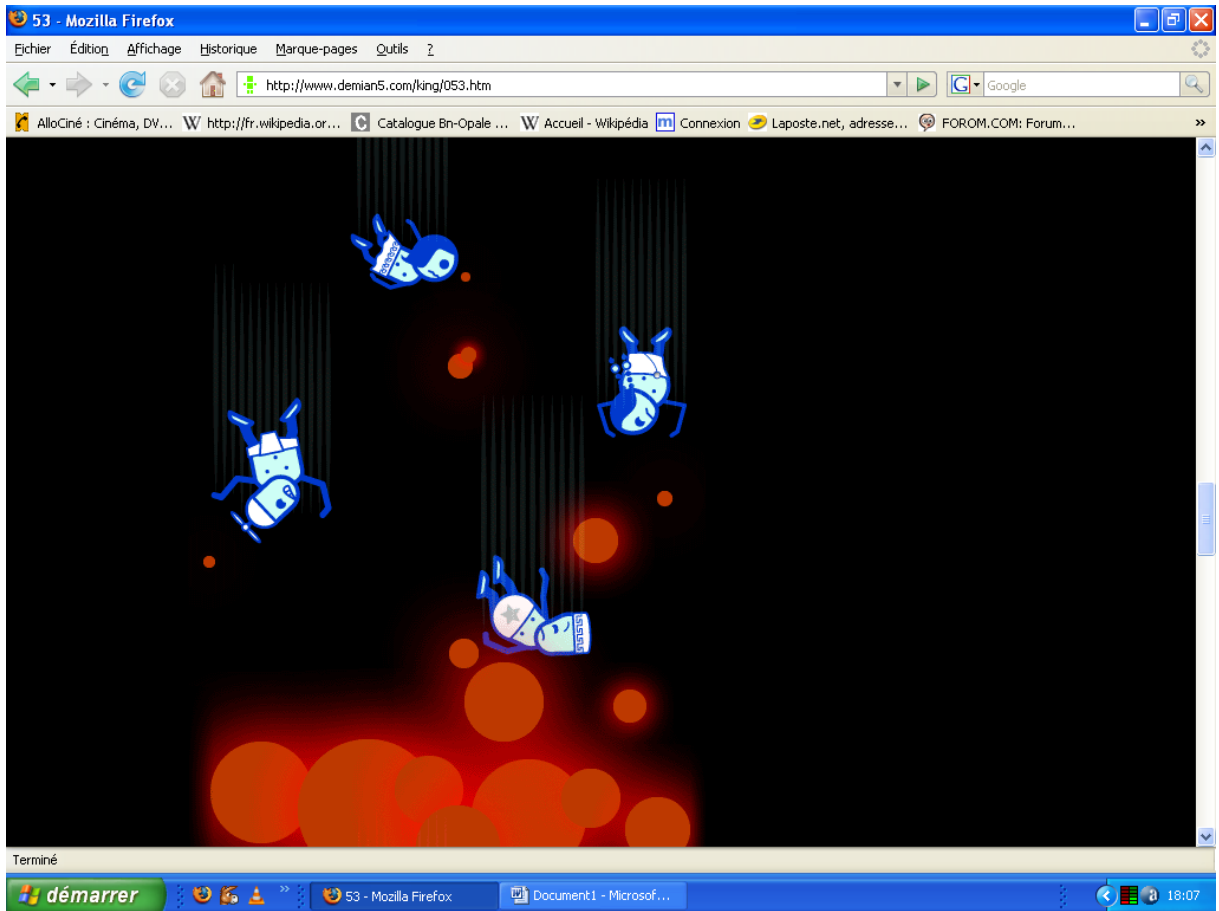 53 - Mozilla Firefox
Fichier Édition Affichage Historique Marque-pages Outils ?
http://www.demian5.com/king/053.htm G Google
AlloCiné : Cinéma, DV... W http://fr.wikipedia.or... C Catalogue Bn-Opale ... W Accueil - Wikipédia m Connexion Laposte.net, adresse... FOROM.COM: Forum... »
Terminé
démarrer » 53 - Mozilla Firefox Document1 - Microsof... 18:07